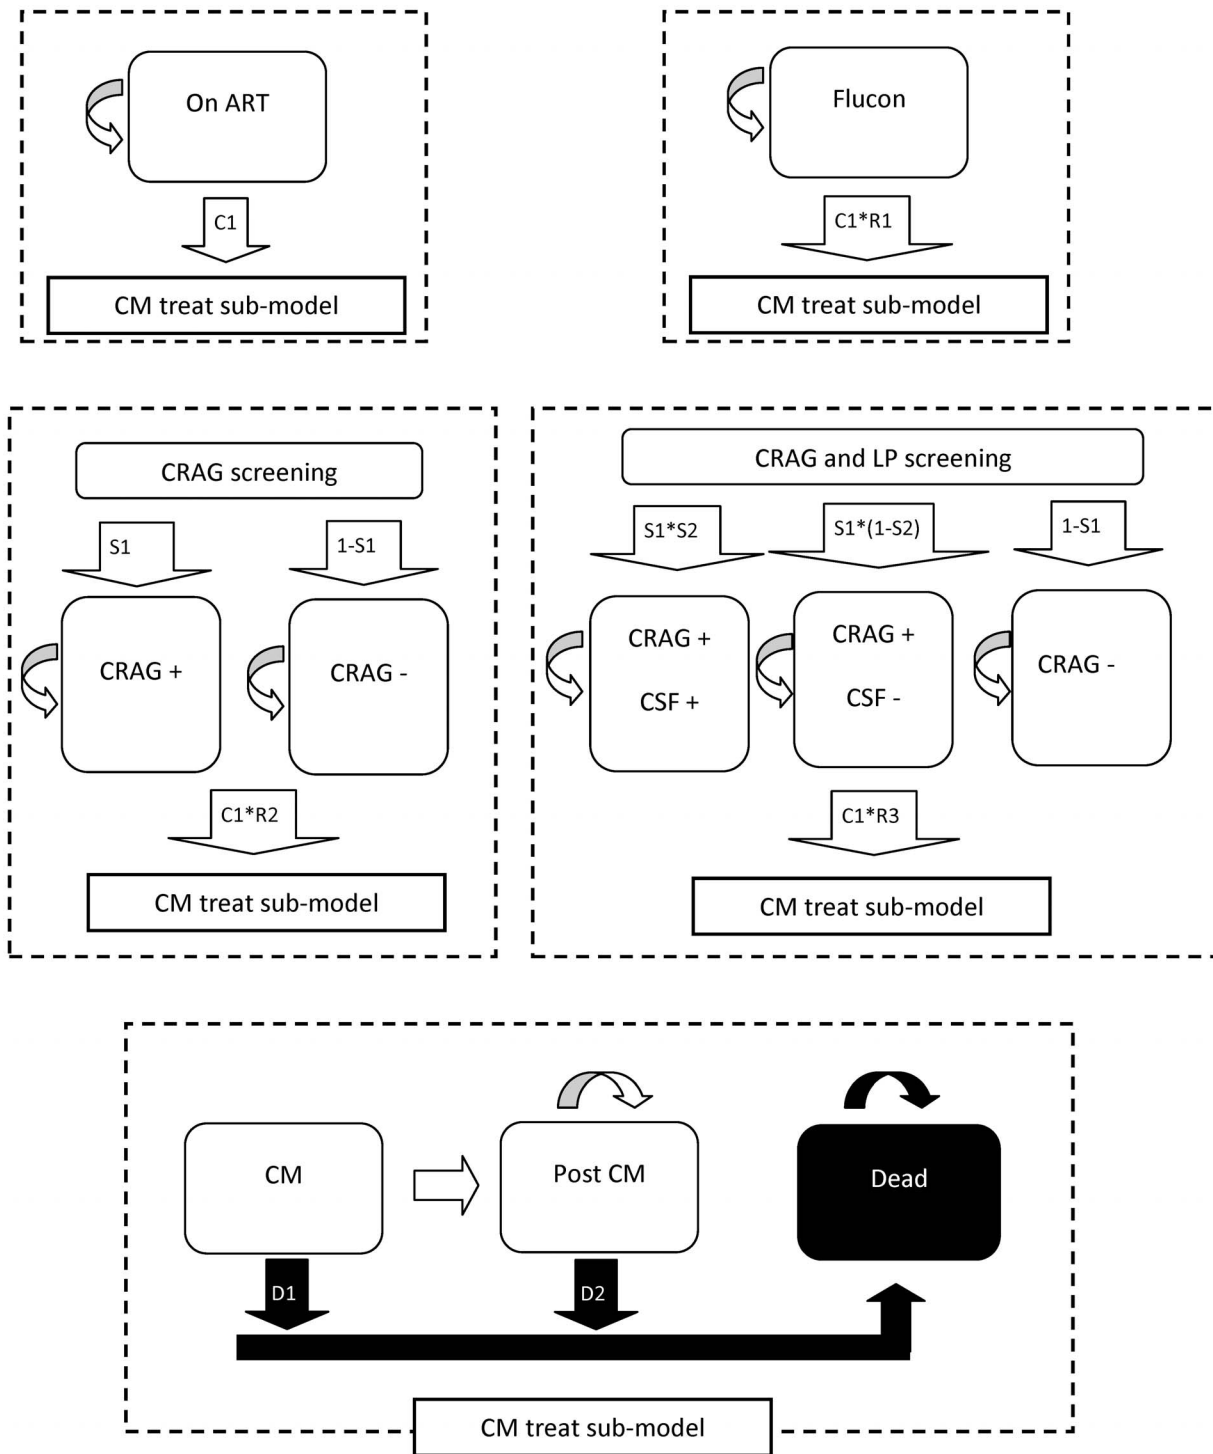 On ART
C1
CM treat sub-model
Flucon
C1*R1
CM treat sub-model
CRAG screening
S1
1-S1
CRAG +
CRAG -
C1*R2
CM treat sub-model
CRAG and LP screening
S1*S2
S1*(1-S2)
1-S1
CRAG +
CSF +
CRAG +
CSF -
CRAG -
C1*R3
CM treat sub-model
CM
Post CM
Dead
D1
D2
CM treat sub-model